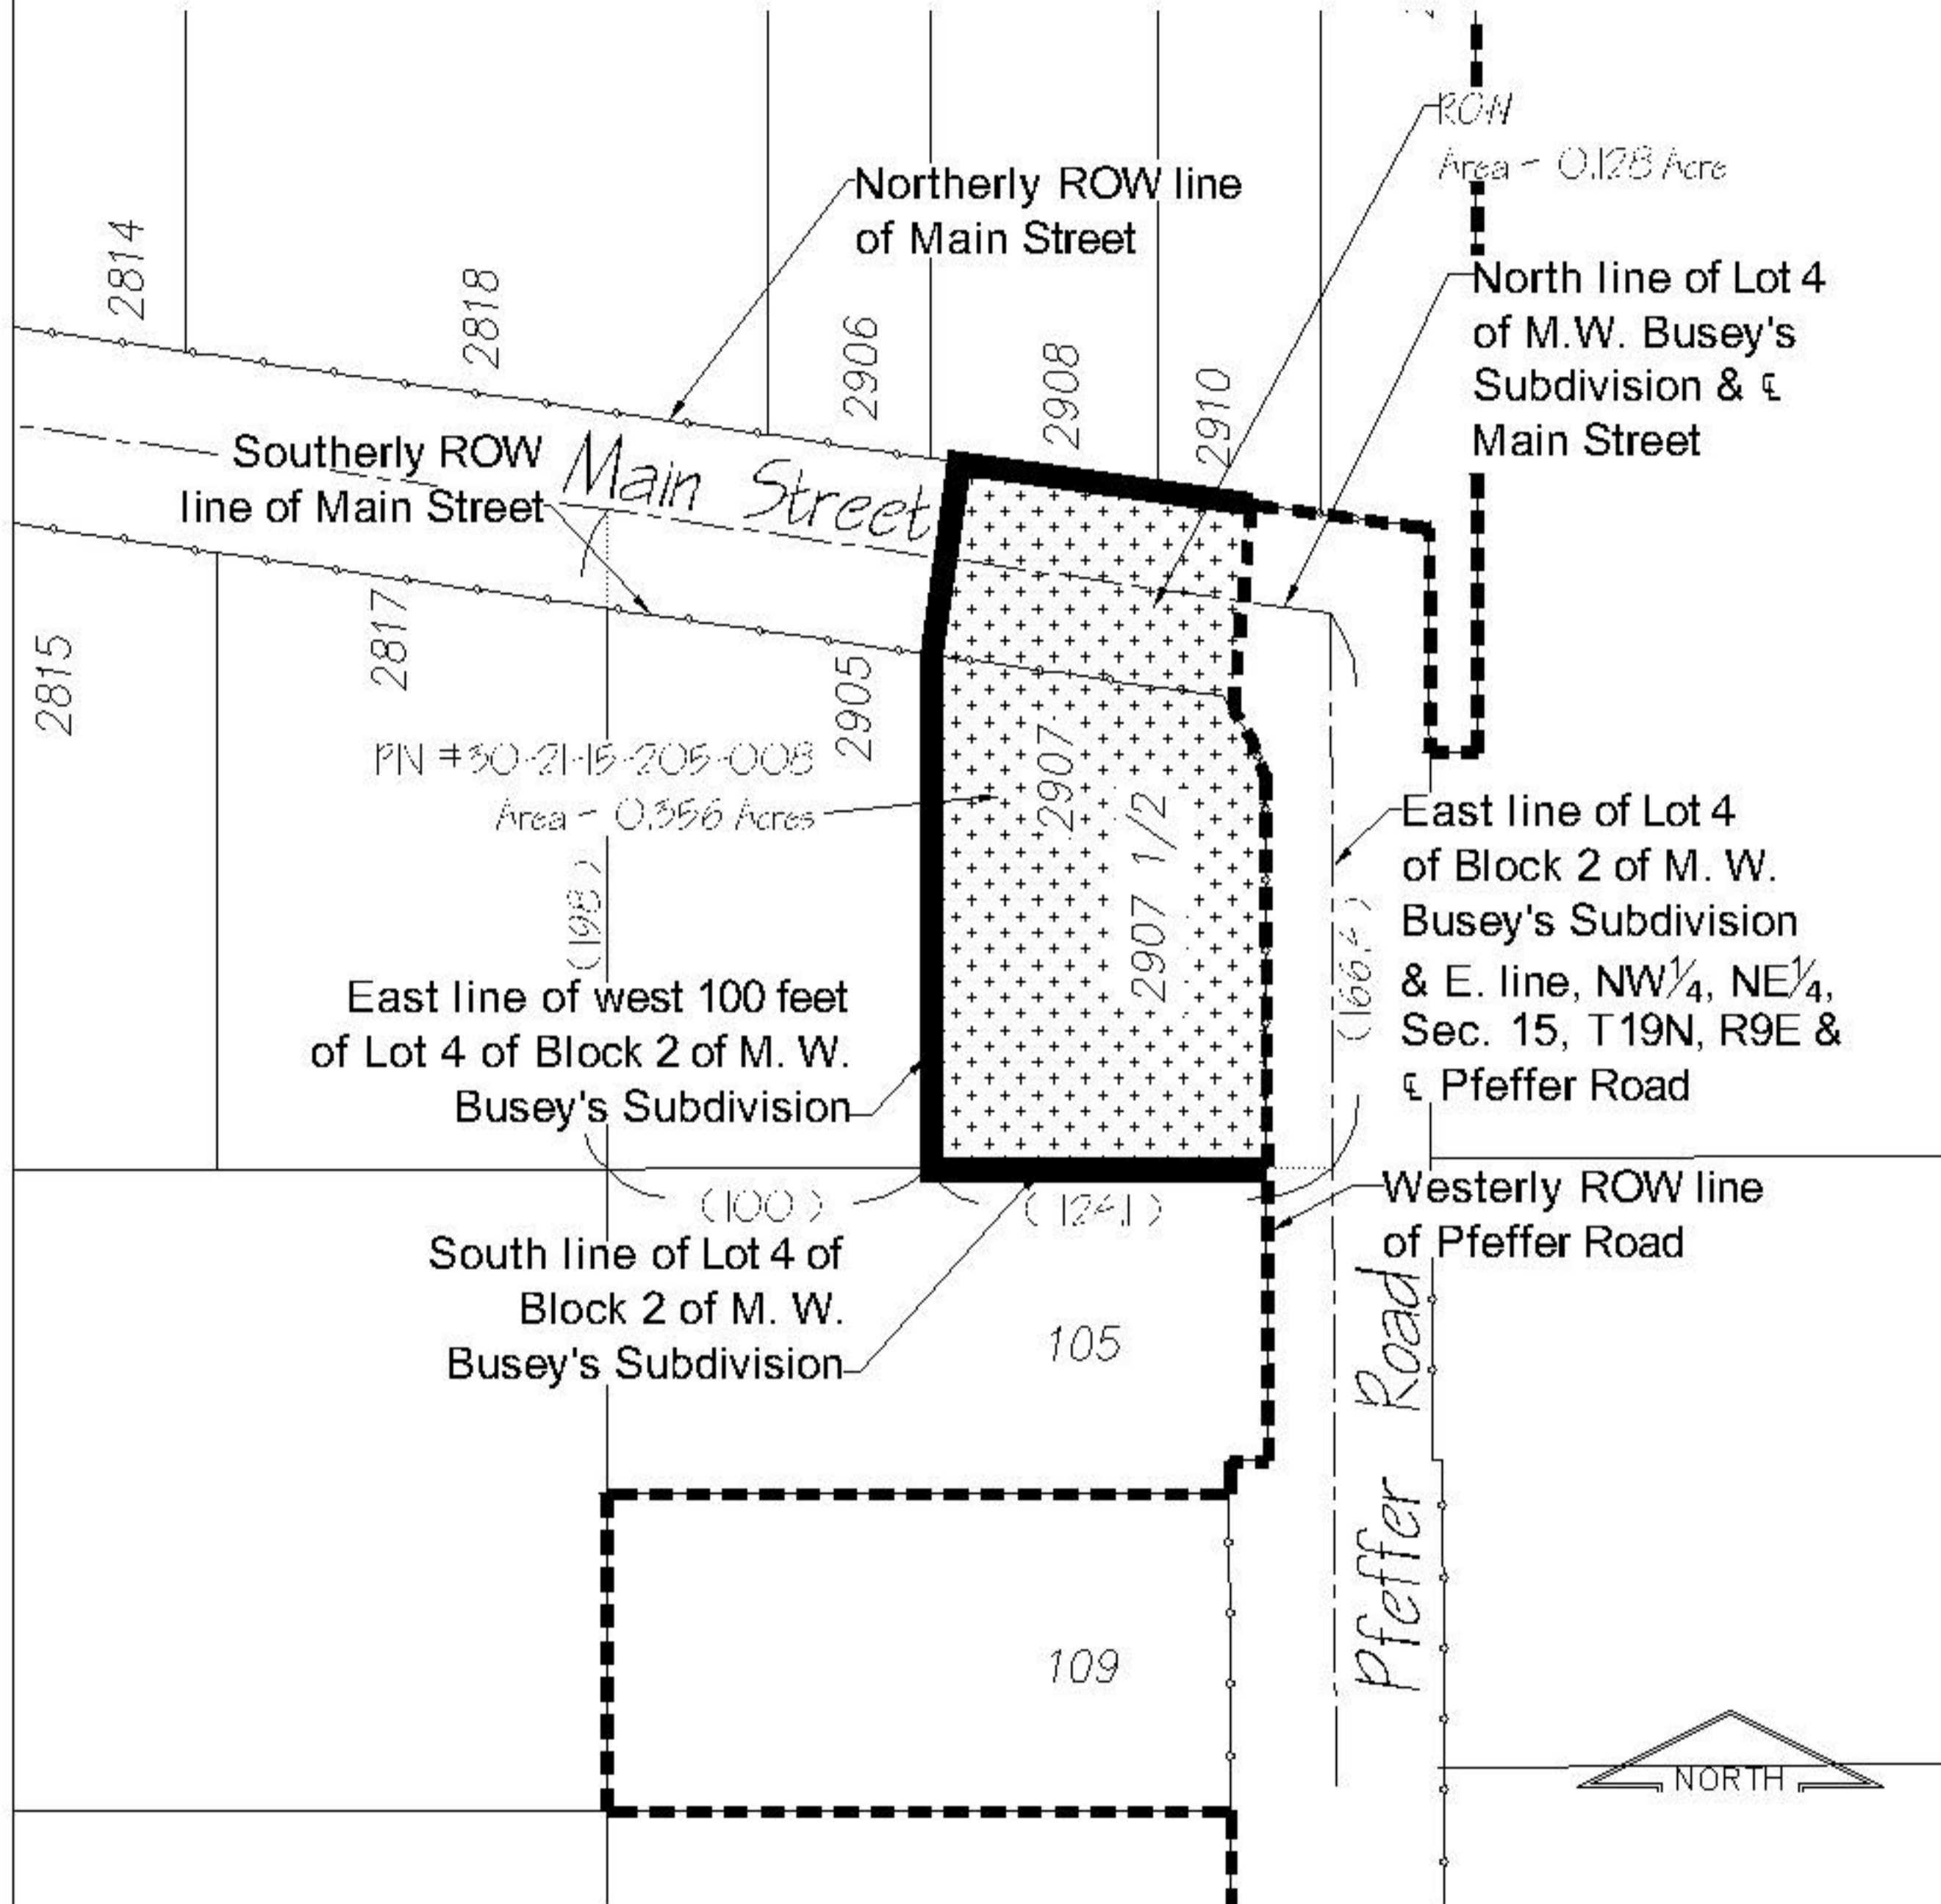 ROW
Area - 0.128 Acre
Northerly ROW line
of Main Street
North line of Lot 4
of M.W. Busey's
Subdivision & ℄
Main Street
2814
2818
2906
2908
2910
Southerly ROW
line of Main Street
Main Street
2815
2817
2905
PN #30-21-15-205-008
Area - 0.356 Acres
2907
2907 1/2
East line of Lot 4
of Block 2 of M. W.
Busey's Subdivision
& E. line, NW¼, NE¼,
Sec. 15, T19N, R9E &
℄ Pfeffer Road
(198)
(166.4)
East line of west 100 feet
of Lot 4 of Block 2 of M. W.
Busey's Subdivision
(100)
(124.1)
Westerly ROW line
of Pfeffer Road
South line of Lot 4 of
Block 2 of M. W.
Busey's Subdivision
105
Pfeffer Road
109
NORTH